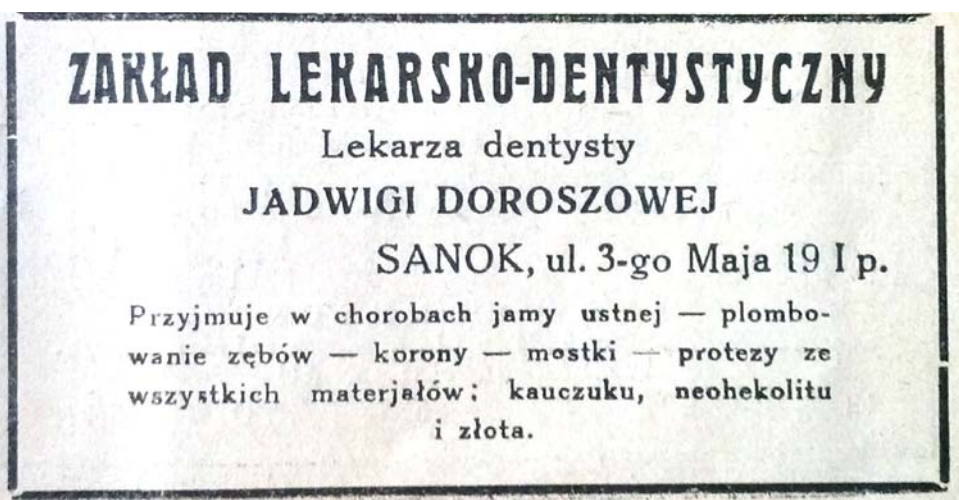 ZAKŁAD LEKARSKO-DENTYSTYCZNY
Lekarza dentysty
JADWIGI DOROSZOWEJ
SANOK, ul. 3-go Maja 19 I p.
Przyjmuje w chorobach jamy ustnej — plombo-
wanie zębów — korony — mostki — protezy ze
wszystkich materjałów: kauczuku, neohekolitu
i złota.